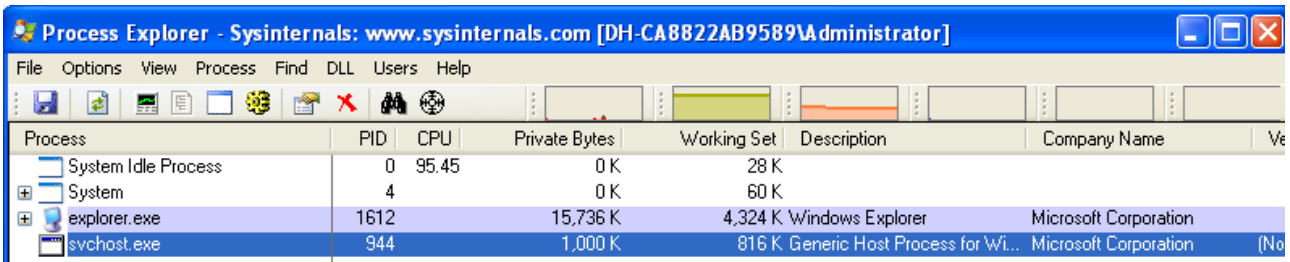 Process Explorer - Sysinternals: www.sysinternals.com [DH-CA8822AB9589\Administrator]
File Options View Process Find DLL Users Help
Process PID CPU Private Bytes Working Set Description Company Name Ve
System Idle Process 0 95.45 0 K 28 K
System 4 0 K 60 K
explorer.exe 1612 15,736 K 4,324 K Windows Explorer Microsoft Corporation
svchost.exe 944 1,000 K 816 K Generic Host Process for Wi... Microsoft Corporation (No